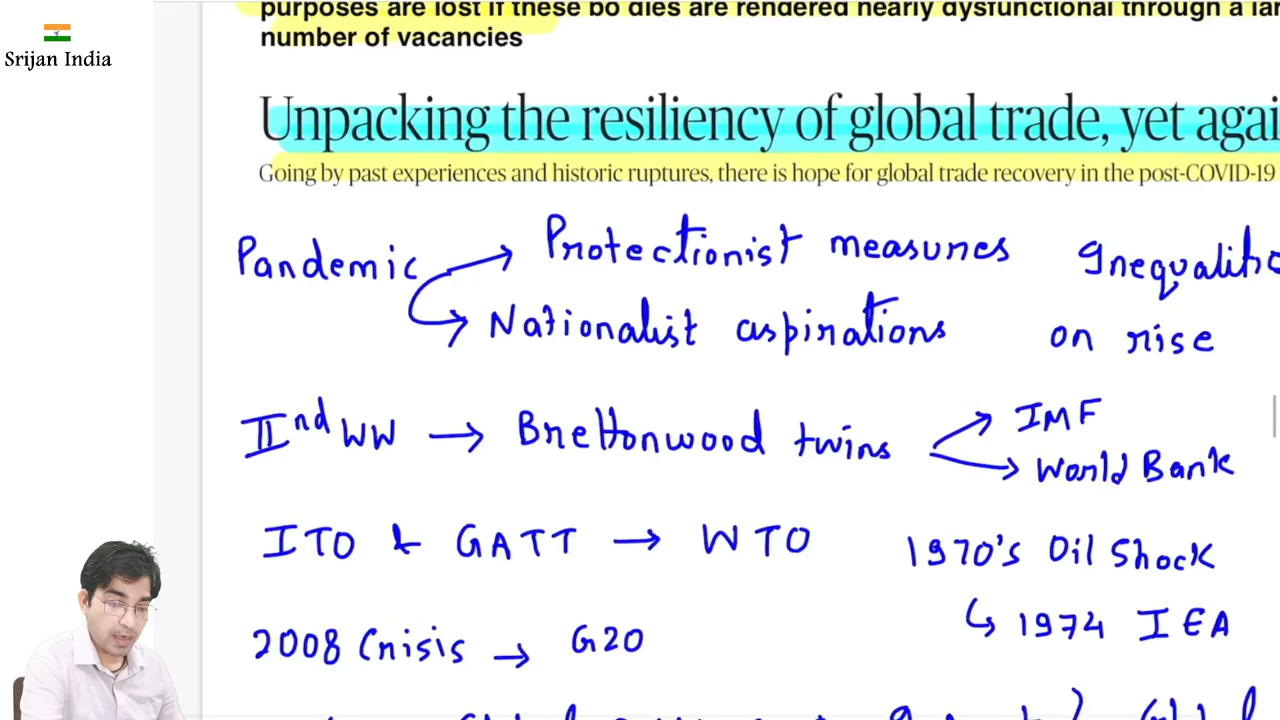 purposes are lost if these bo dies are rendered nearly dysfunctional through a
number of vacancies
Srijan India
Unpacking the resiliency of global trade, yet
Going by past experiences and historic ruptures, there is hope for global trade recovery in the post-COVID-19
Pandemic → Protectionist measures
→ Nationalist aspirations
on rise
IInd WW → Brettonwood twins → IMF
→ World Bank
ITO & GATT → WTO
1970's Oil Shock
↳ 1974 IEA
2008 Crisis → G20